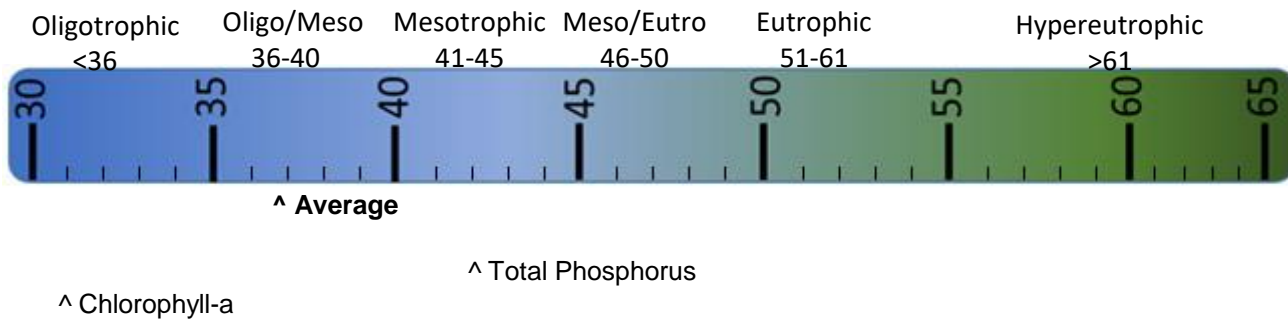 Oligotrophic Oligo/Meso Mesotrophic Meso/Eutro Eutrophic Hypereutrophic
<36 36-40 41-45 46-50 51-61 >61
30 35 40 45 50 55 60 65
^ Average
^ Total Phosphorus
^ Chlorophyll-a